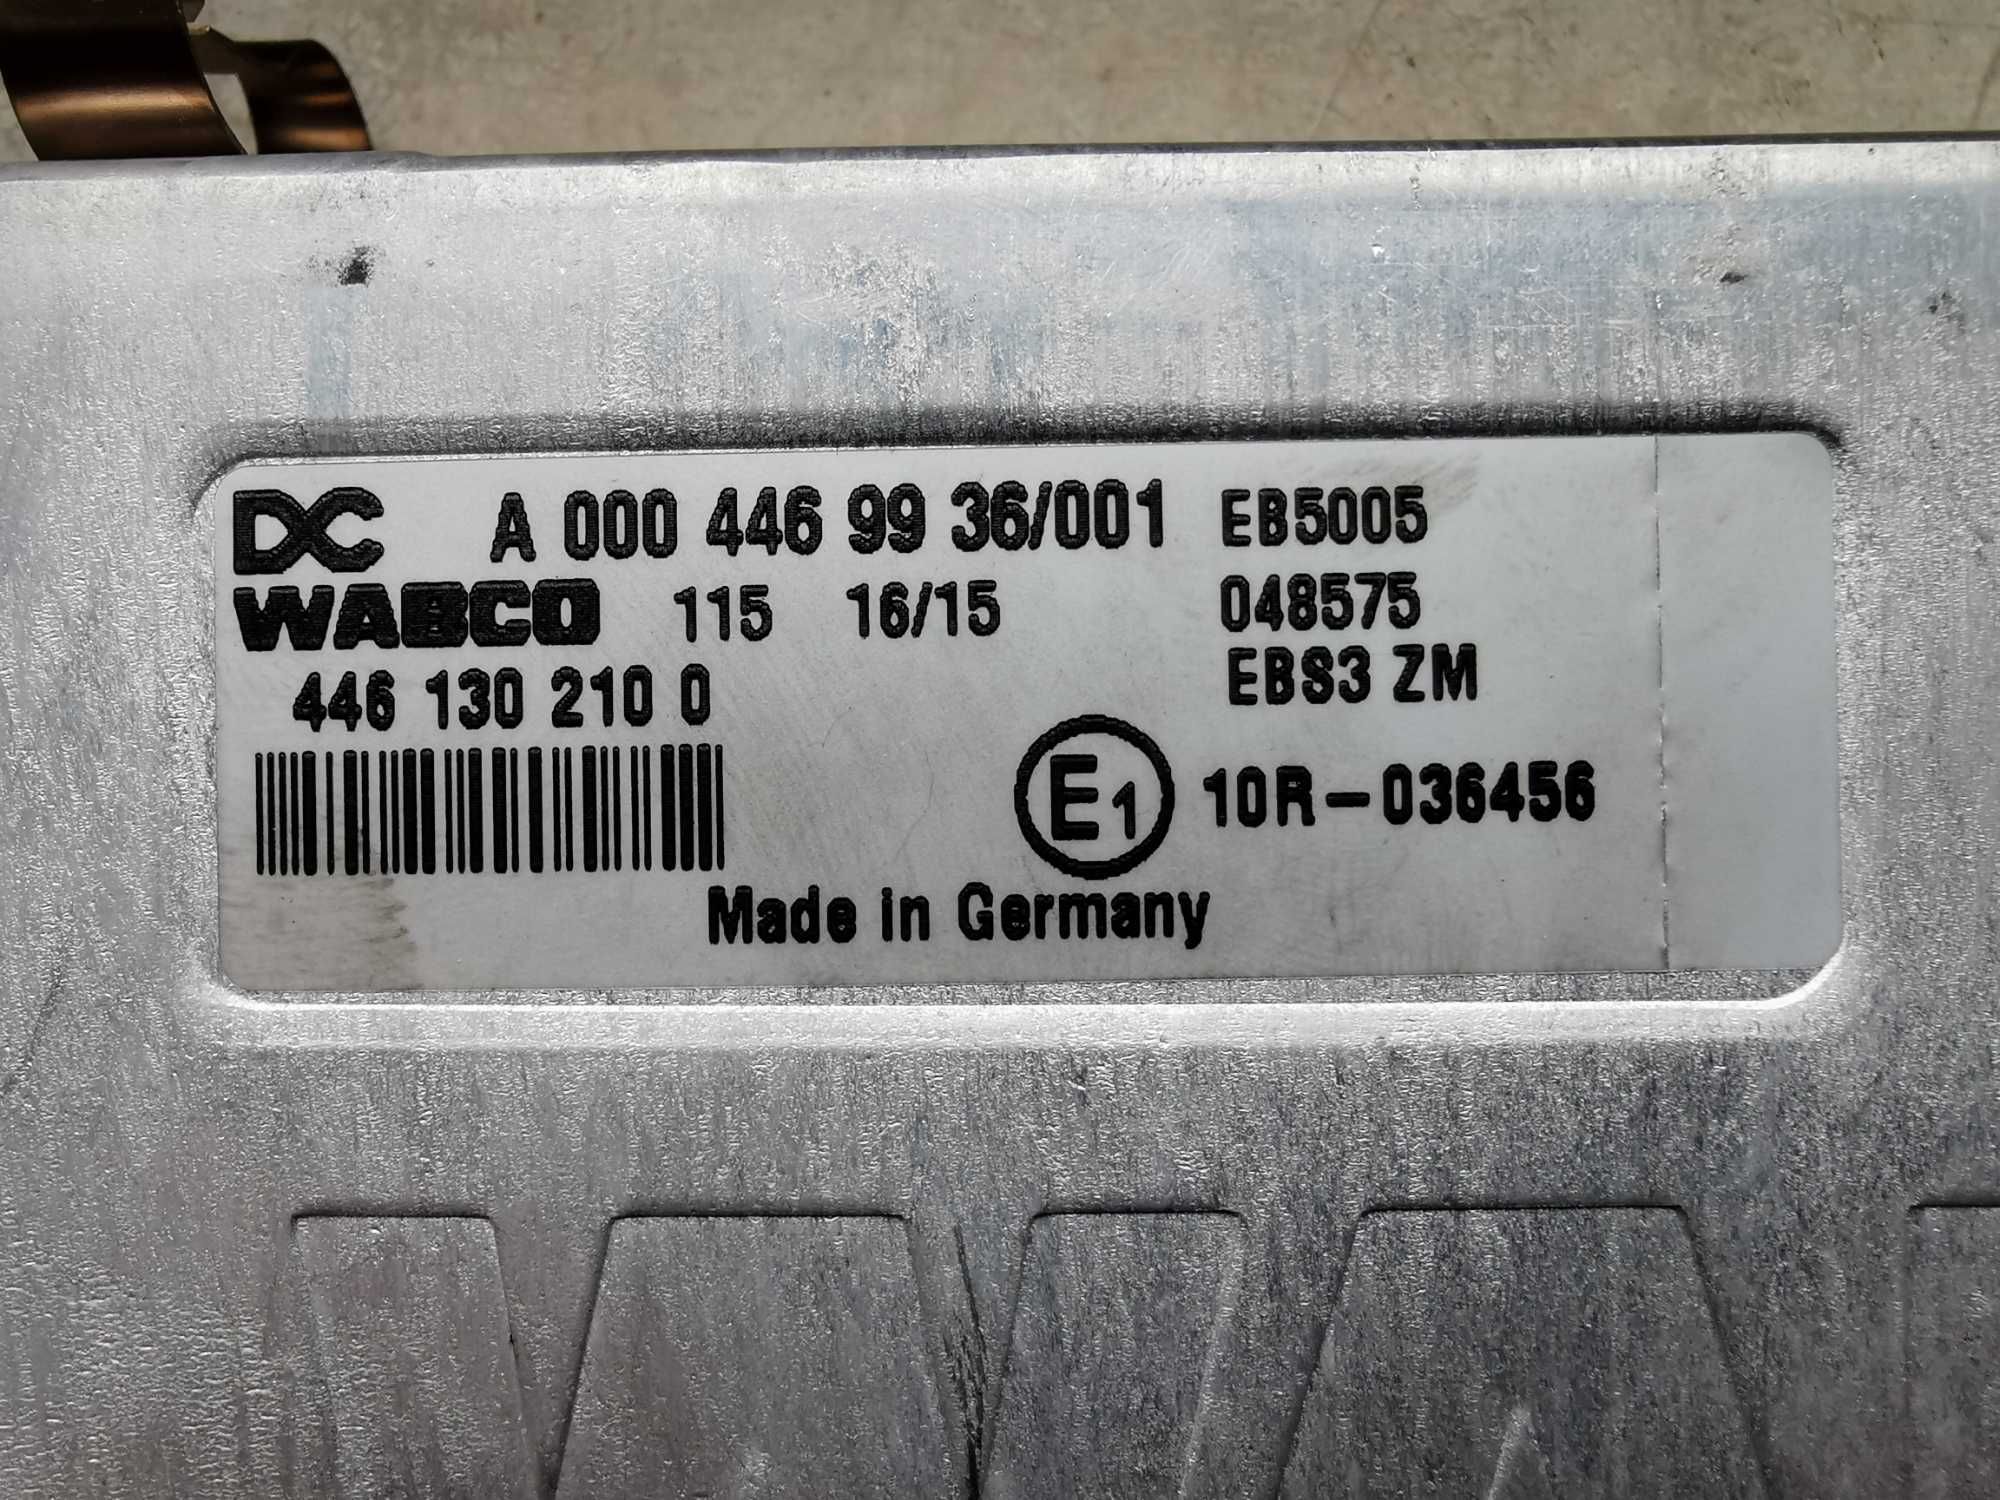 DC A 000 446 99 36/001 EB5005
WABCO 115 16/15 048575
446 130 210 0 EBS3 ZM
E1 10R-036456
Made in Germany